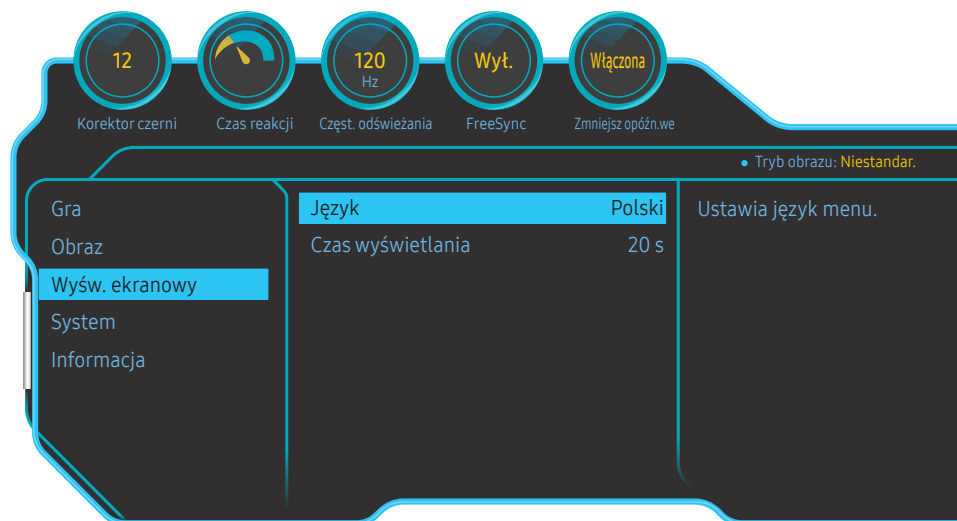 12
120
Hz
Wył.
Włączona
Korektor czerni
Czas reakcji
Częst. odświeżania
FreeSync
Zmniejsz opóźn.we
• Tryb obrazu: Niestandar.
Gra
Obraz
Wyśw. ekranowy
System
Informacja
Język Polski
Czas wyświetlania 20 s
Ustawia język menu.